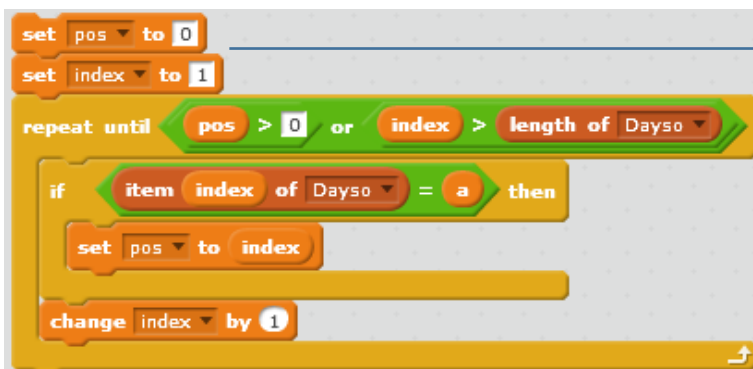 set pos to 0
set index to 1
repeat until pos > 0 or index > length of Dayso
if item index of Dayso = a then
set pos to index
change index by 1